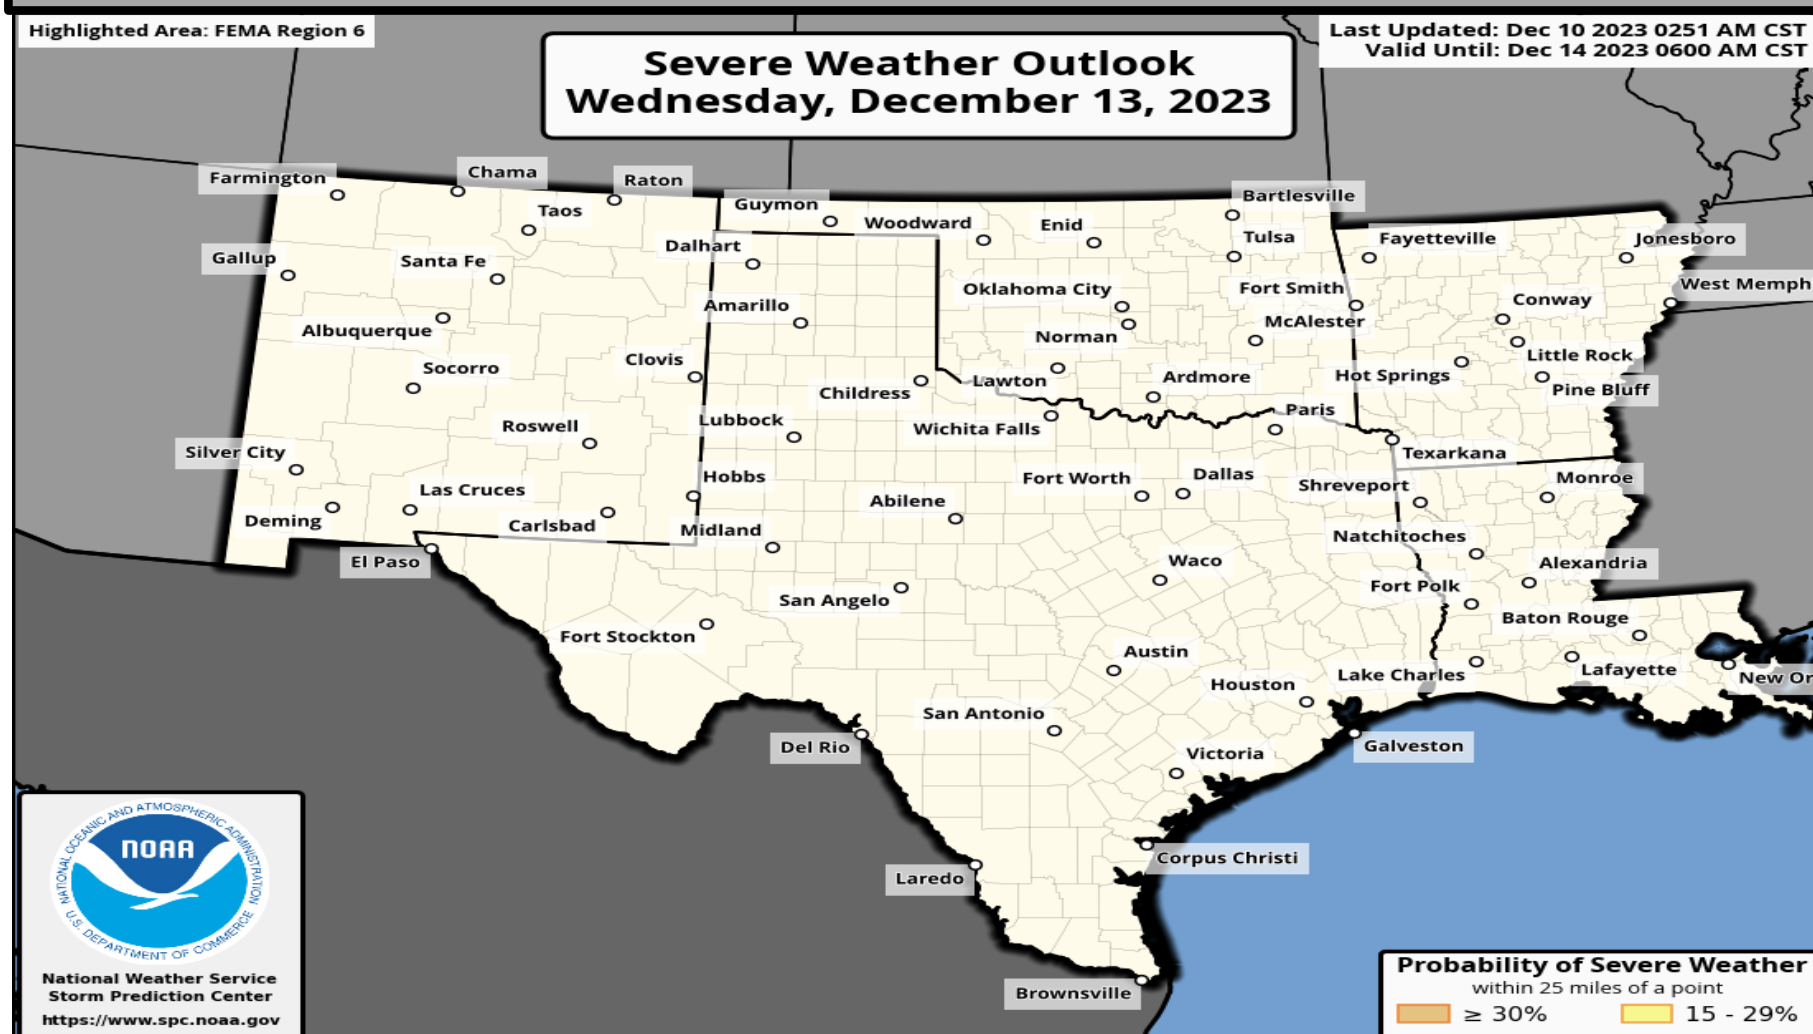 Highlighted Area: FEMA Region 6
Last Updated: Dec 10 2023 0251 AM CST
Valid Until: Dec 14 2023 0600 AM CST
Severe Weather Outlook
Wednesday, December 13, 2023
Farmington
Chama
Raton
Taos
Guymon
Woodward
Enid
Bartlesville
Tulsa
Fayetteville
Jonesboro
Gallup
Santa Fe
Dalhart
Oklahoma City
Fort Smith
West Memph
Albuquerque
Amarillo
Norman
McAlester
Conway
Little Rock
Socorro
Clovis
Childress
Lawton
Ardmore
Hot Springs
Pine Bluff
Roswell
Lubbock
Wichita Falls
Paris
Texarkana
Silver City
Las Cruces
Hobbs
Abilene
Fort Worth
Dallas
Shreveport
Monroe
Deming
Carlsbad
Midland
Natchitoches
El Paso
San Angelo
Waco
Fort Polk
Alexandria
Fort Stockton
Austin
Baton Rouge
Houston
Lake Charles
Lafayette
New Or
San Antonio
Del Rio
Victoria
Galveston
Laredo
Corpus Christi
Brownsville
NATIONAL OCEANIC AND ATMOSPHERIC ADMINISTRATION
NOAA
U.S. DEPARTMENT OF COMMERCE
National Weather Service
Storm Prediction Center
https://www.spc.noaa.gov
Probability of Severe Weather
within 25 miles of a point
≥ 30%
15 - 29%